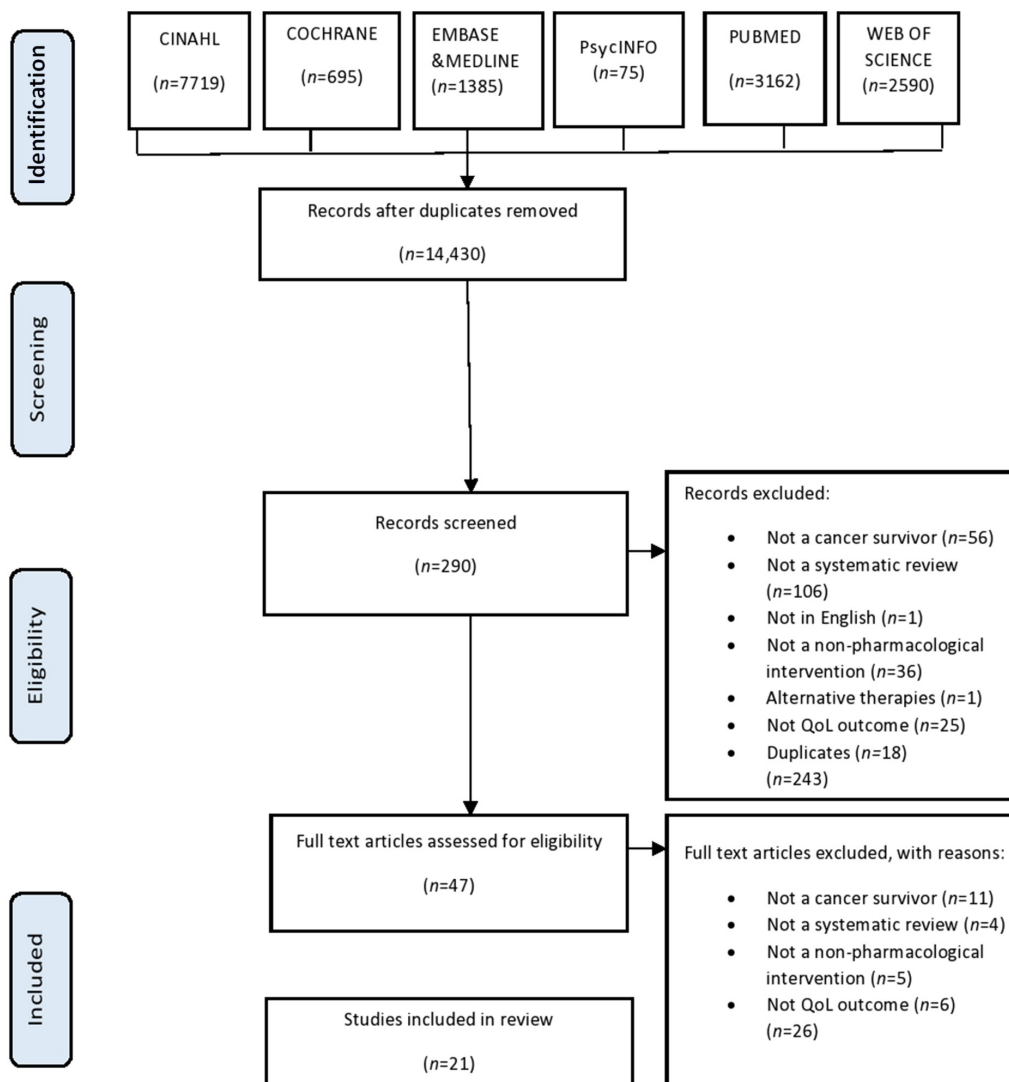 CINAHL
(n=7719)
COCHRANE
(n=695)
EMBASE
&MEDLINE
(n=1385)
PsycINFO
(n=75)
PUBMED
(n=3162)
WEB OF
SCIENCE
(n=2590)
Identification
Records after duplicates removed
(n=14,430)
Screening
Records screened
(n=290)
Records excluded:
• Not a cancer survivor (n=56)
• Not a systematic review
(n=106)
• Not in English (n=1)
• Not a non-pharmacological
intervention (n=36)
• Alternative therapies (n=1)
• Not QoL outcome (n=25)
• Duplicates (n=18)
(n=243)
Eligibility
Full text articles assessed for eligibility
(n=47)
Full text articles excluded, with reasons:
• Not a cancer survivor (n=11)
• Not a systematic review (n=4)
• Not a non-pharmacological
intervention (n=5)
• Not QoL outcome (n=6)
(n=26)
Included
Studies included in review
(n=21)